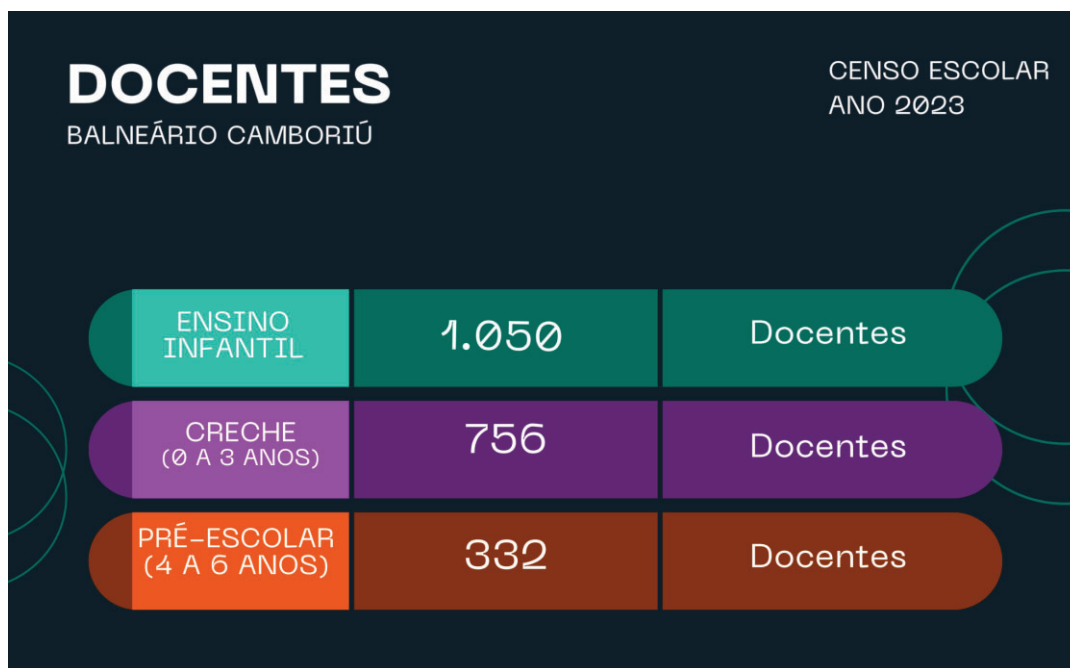 DOCENTES
BALNEÁRIO CAMBORIÚ
CENSO ESCOLAR
ANO 2023
ENSINO
INFANTIL
1.050
Docentes
CRECHE
(0 A 3 ANOS)
756
Docentes
PRÉ-ESCOLAR
(4 A 6 ANOS)
332
Docentes